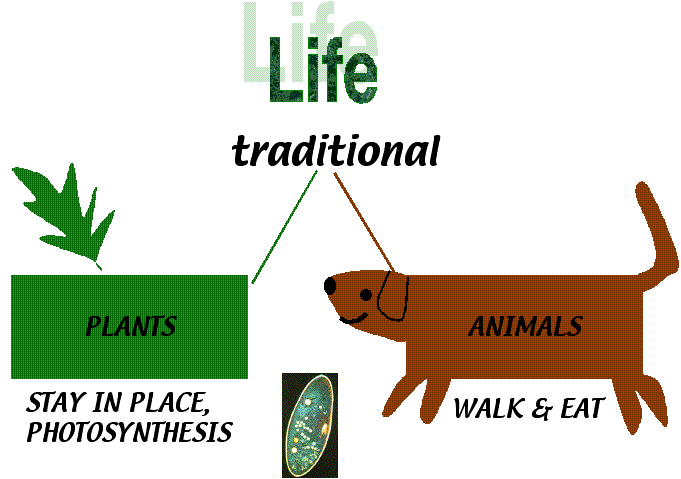 Life
traditional
PLANTS
ANIMALS
STAY IN PLACE,
PHOTOSYNTHESIS
WALK & EAT